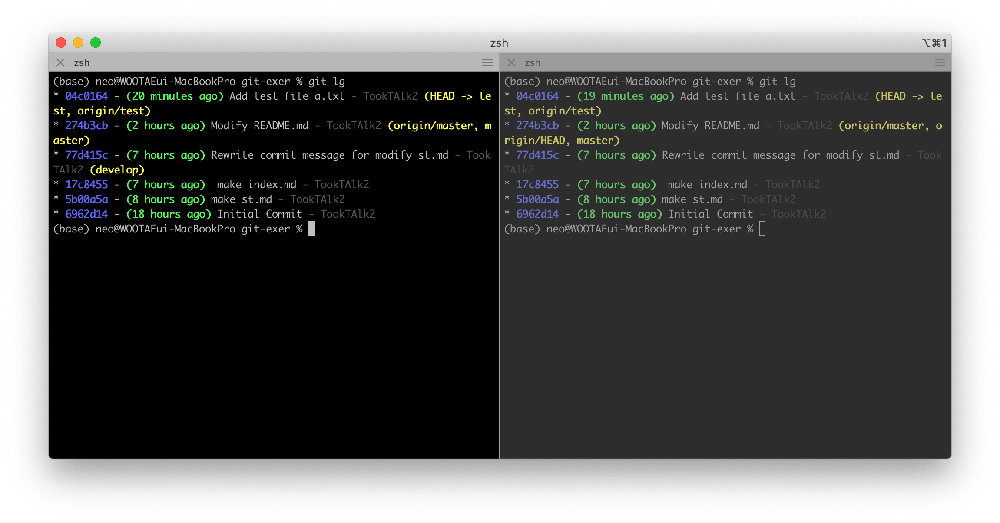 zsh
⌥⌘1
zsh
(base) neo@WOOTAEui-MacBookPro git-exer % git lg
* 04c0164 - (20 minutes ago) Add test file a.txt - TookTAlk2 (HEAD -> te
st, origin/test)
* 274b3cb - (2 hours ago) Modify README.md - TookTAlk2 (origin/master, m
aster)
* 77d415c - (7 hours ago) Rewrite commit message for modify st.md - Took
TAlk2 (develop)
* 17c8455 - (7 hours ago)  make index.md - TookTAlk2
* 5b00a5a - (8 hours ago) make st.md - TookTAlk2
* 6962d14 - (18 hours ago) Initial Commit - TookTAlk2
(base) neo@WOOTAEui-MacBookPro git-exer %
zsh
(base) neo@WOOTAEui-MacBookPro git-exer % git lg
* 04c0164 - (19 minutes ago) Add test file a.txt - TookTAlk2 (HEAD -> te
st, origin/test)
* 274b3cb - (2 hours ago) Modify README.md - TookTAlk2 (origin/master, o
rigin/HEAD, master)
* 77d415c - (7 hours ago) Rewrite commit message for modify st.md - Took
TAlk2
* 17c8455 - (7 hours ago)  make index.md - TookTAlk2
* 5b00a5a - (8 hours ago) make st.md - TookTAlk2
* 6962d14 - (18 hours ago) Initial Commit - TookTAlk2
(base) neo@WOOTAEui-MacBookPro git-exer %